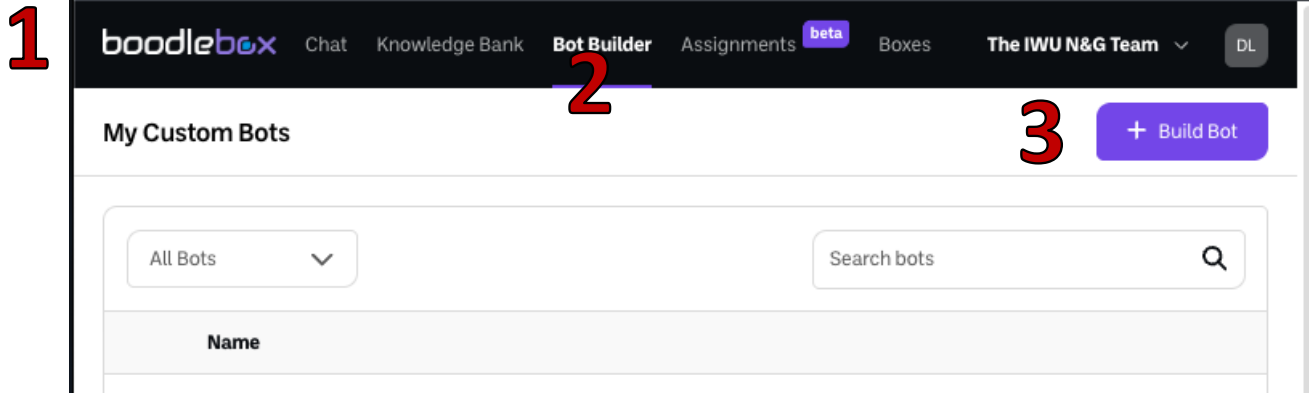 1
boodlebox Chat Knowledge Bank Bot Builder Assignments beta Boxes The IWU N&G Team DL
2
My Custom Bots 3 + Build Bot
All Bots Search bots
Name